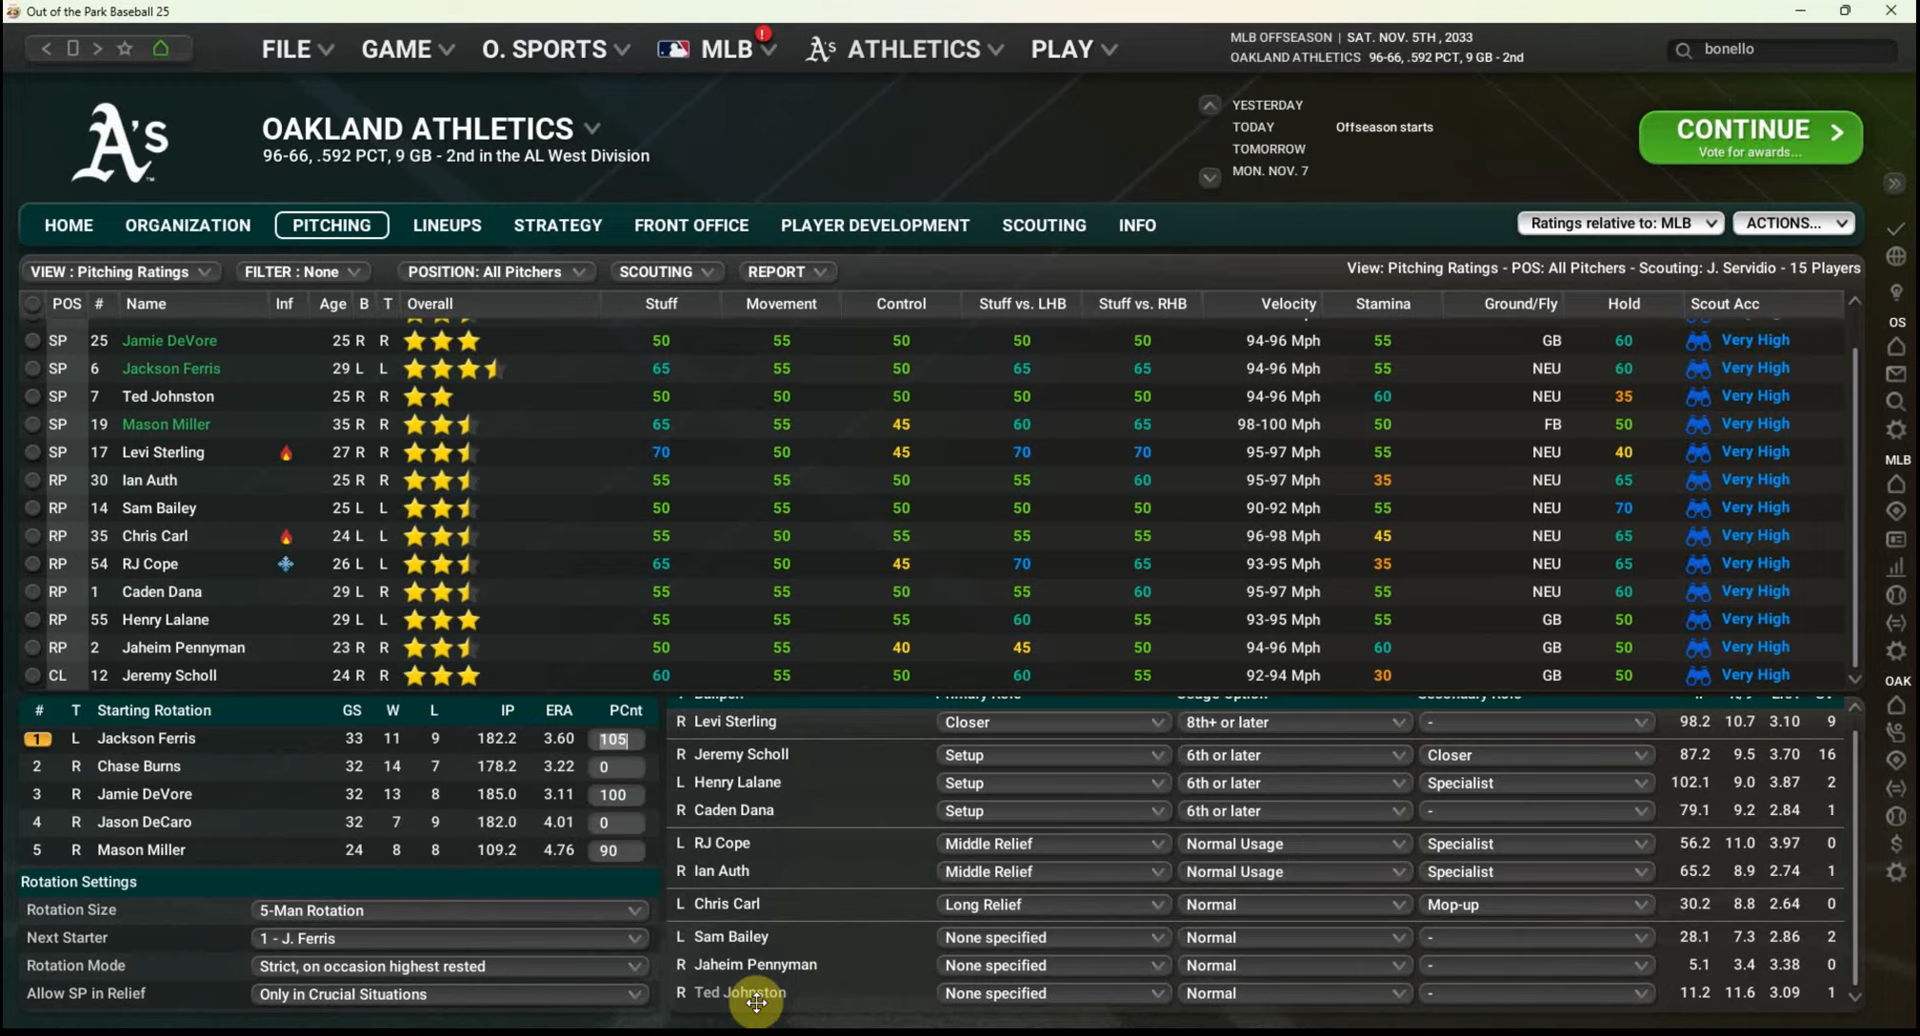 Out of the Park Baseball 25
FILE GAME O. SPORTS MLB ! A's ATHLETICS PLAY
MLB OFFSEASON | SAT. NOV. 5TH , 2033
OAKLAND ATHLETICS 96-66, .592 PCT, 9 GB - 2nd
bonello
A's
OAKLAND ATHLETICS
96-66, .592 PCT, 9 GB - 2nd in the AL West Division
YESTERDAY
TODAY Offseason starts
TOMORROW
MON. NOV. 7
CONTINUE
Vote for awards...
HOME ORGANIZATION PITCHING LINEUPS STRATEGY FRONT OFFICE PLAYER DEVELOPMENT SCOUTING INFO Ratings relative to: MLB ACTIONS...
VIEW : Pitching Ratings FILTER : None POSITION: All Pitchers SCOUTING REPORT View: Pitching Ratings - POS: All Pitchers - Scouting: J. Servidio - 15 Players
POS # Name Inf Age B T Overall Stuff Movement Control Stuff vs. LHB Stuff vs. RHB Velocity Stamina Ground/Fly Hold Scout Acc
SP 25 Jamie DeVore 25 R R 50 55 50 50 50 94-96 Mph 55 GB 60 Very High
SP 6 Jackson Ferris 29 L L 65 55 50 65 65 94-96 Mph 55 NEU 60 Very High
SP 7 Ted Johnston 25 R R 50 50 50 50 50 94-96 Mph 60 NEU 35 Very High
SP 19 Mason Miller 35 R R 65 55 45 60 65 98-100 Mph 50 FB 50 Very High
SP 17 Levi Sterling 27 R R 70 50 45 70 70 95-97 Mph 55 NEU 40 Very High
RP 30 Ian Auth 25 R R 55 55 50 55 60 95-97 Mph 35 NEU 65 Very High
RP 14 Sam Bailey 25 L L 50 55 50 50 50 90-92 Mph 55 NEU 70 Very High
RP 35 Chris Carl 24 L L 55 50 55 55 55 96-98 Mph 45 NEU 65 Very High
RP 54 RJ Cope 26 L L 65 50 45 70 65 93-95 Mph 35 NEU 65 Very High
RP 1 Caden Dana 29 L R 55 55 50 55 60 95-97 Mph 55 NEU 60 Very High
RP 55 Henry Lalane 29 L L 55 55 55 60 55 93-95 Mph 55 GB 50 Very High
RP 2 Jaheim Pennyman 23 R R 50 55 40 45 50 94-96 Mph 60 GB 50 Very High
CL 12 Jeremy Scholl 24 R R 60 55 50 60 55 92-94 Mph 30 GB 50 Very High
# T Starting Rotation GS W L IP ERA PCnt
1 L Jackson Ferris 33 11 9 182.2 3.60 105
2 R Chase Burns 32 14 7 178.2 3.22 0
3 R Jamie DeVore 32 13 8 185.0 3.11 100
4 R Jason DeCaro 32 7 9 182.0 4.01 0
5 R Mason Miller 24 8 8 109.2 4.76 90
Rotation Settings
Rotation Size 5-Man Rotation
Next Starter 1 - J. Ferris
Rotation Mode Strict, on occasion highest rested
Allow SP in Relief Only in Crucial Situations
R Levi Sterling Closer 8th+ or later - 98.2 10.7 3.10 9
R Jeremy Scholl Setup 6th or later Closer 87.2 9.5 3.70 16
L Henry Lalane Setup 6th or later Specialist 102.1 9.0 3.87 2
R Caden Dana Setup 6th or later - 79.1 9.2 2.84 1
L RJ Cope Middle Relief Normal Usage Specialist 56.2 11.0 3.97 0
R Ian Auth Middle Relief Normal Usage Specialist 65.2 8.9 2.74 1
L Chris Carl Long Relief Normal Mop-up 30.2 8.8 2.64 0
L Sam Bailey None specified Normal - 28.1 7.3 2.86 2
R Jaheim Pennyman None specified Normal - 5.1 3.4 3.38 0
R Ted Johnston None specified Normal - 11.2 11.6 3.09 1
OS
MLB
OAK